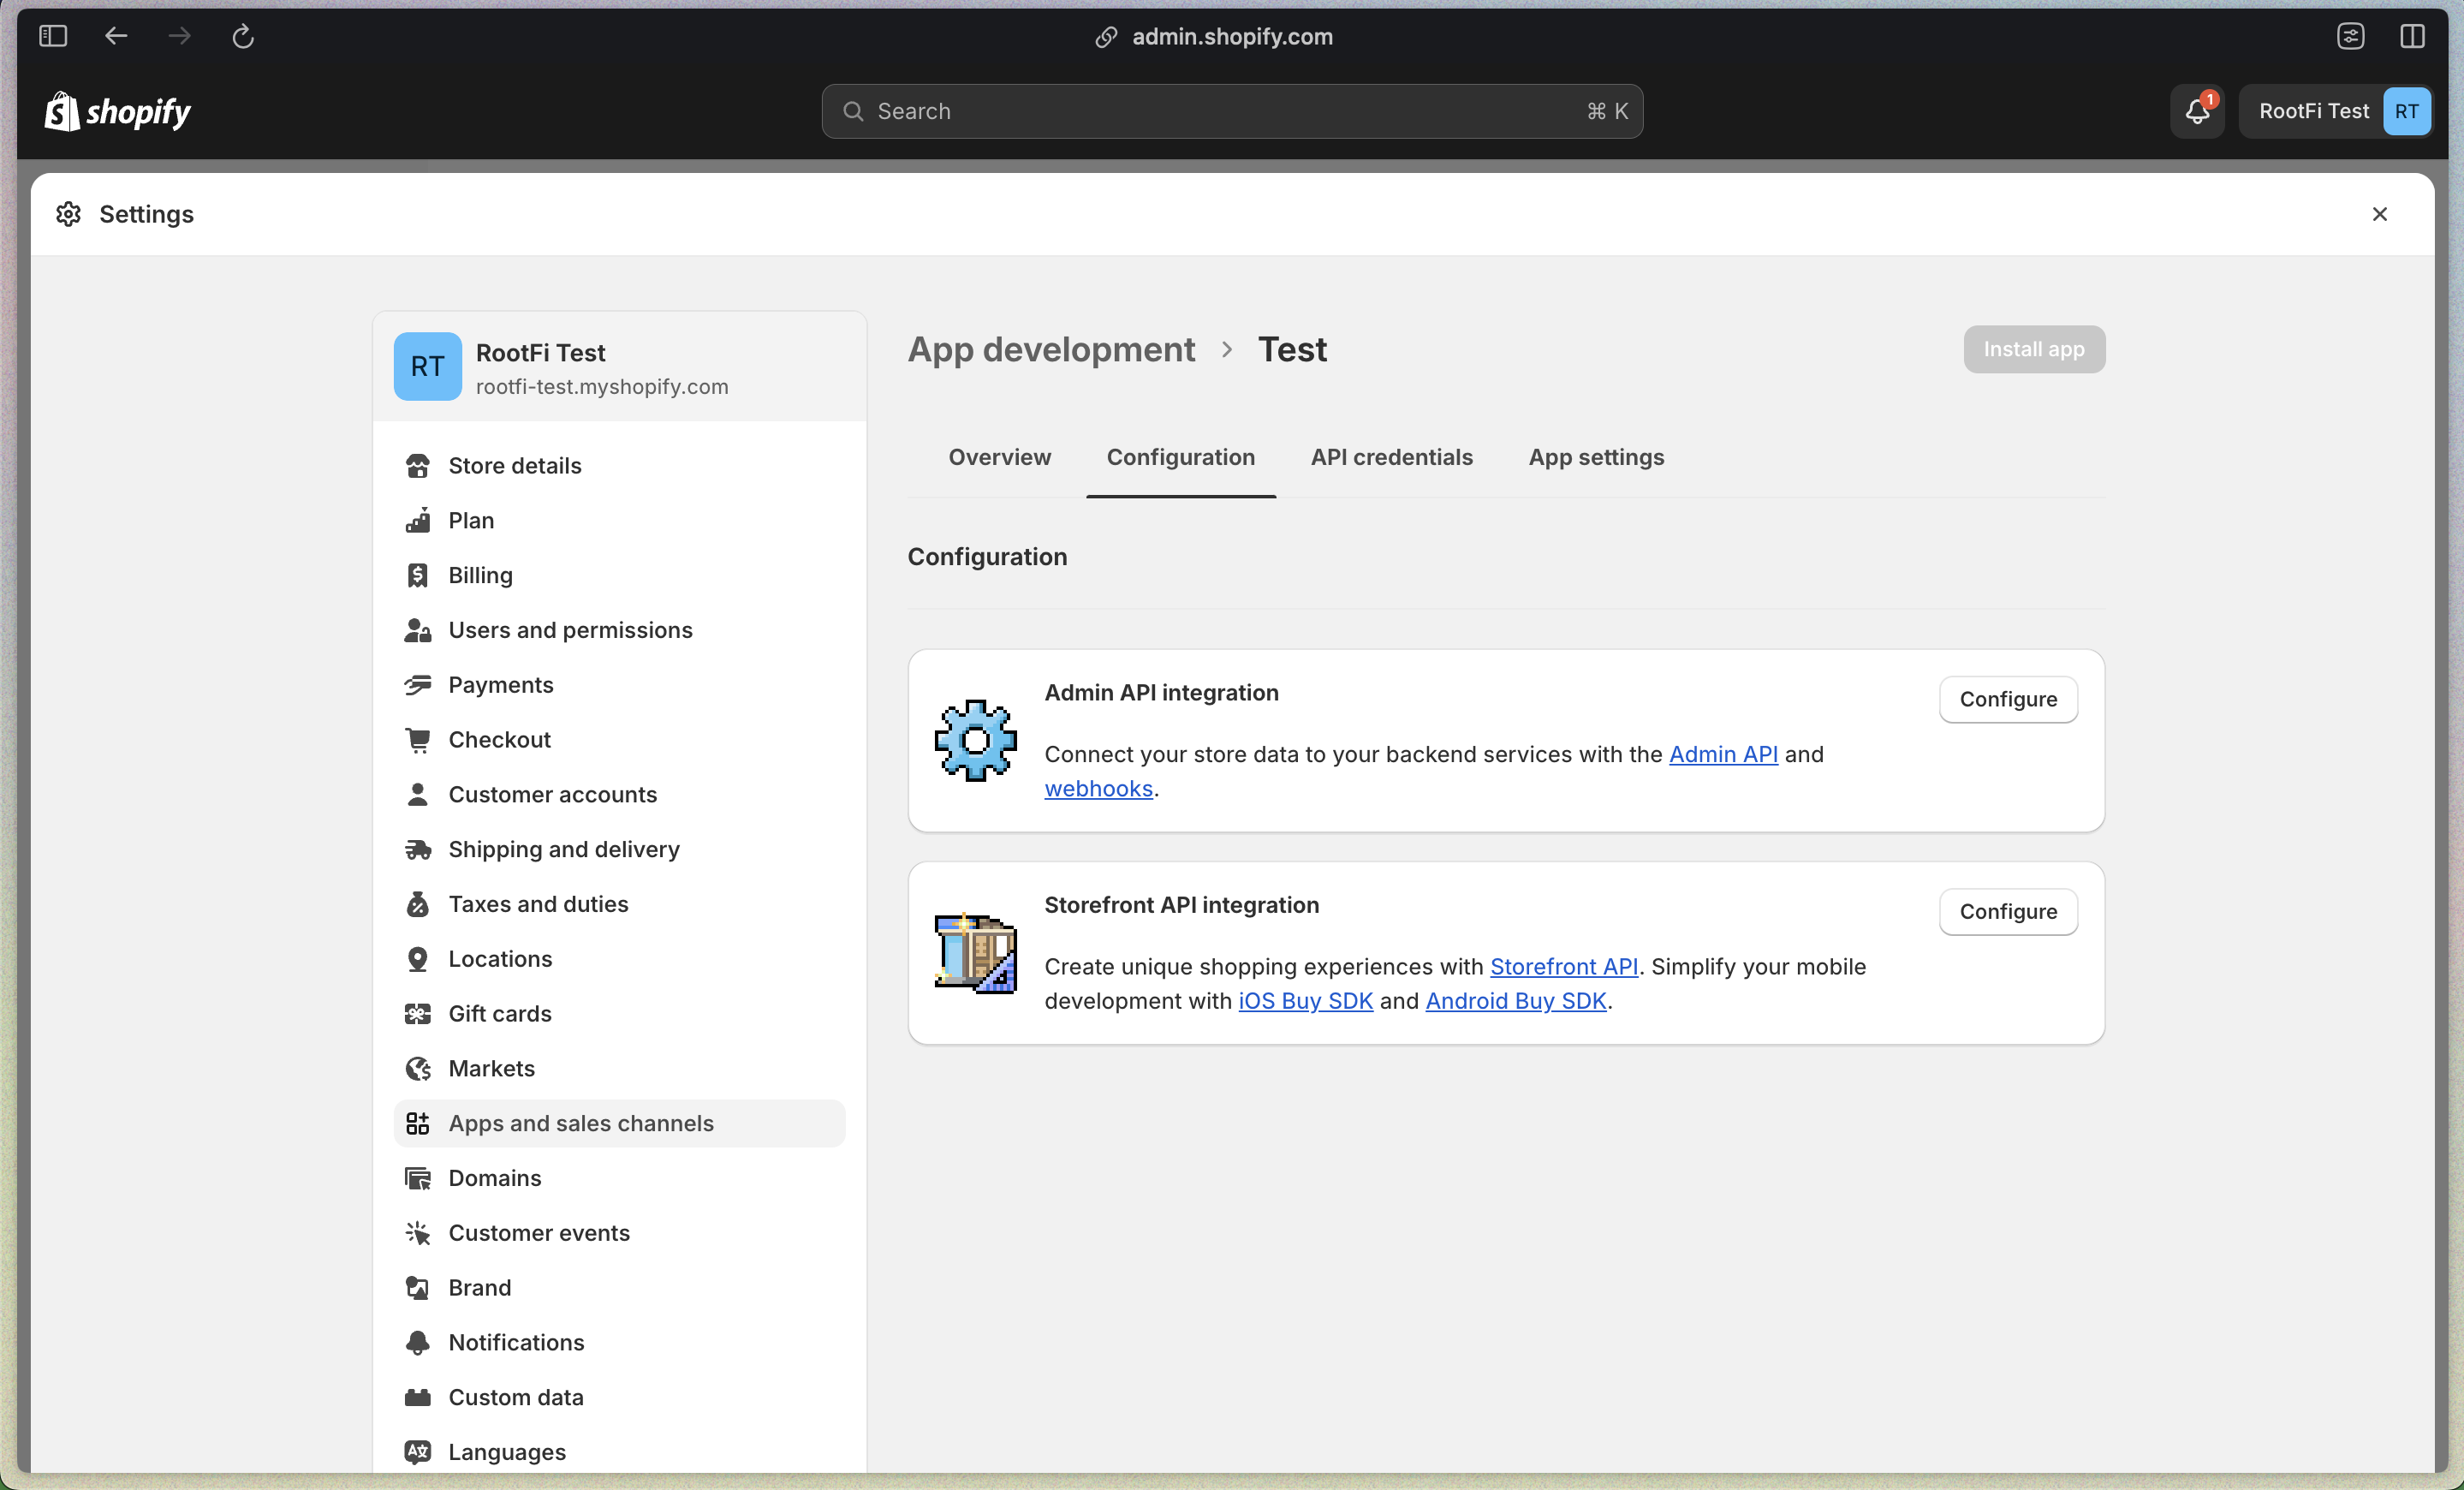 admin.shopify.com
shopify
Search
⌘ K
1
RootFi Test
RT
Settings
RT
RootFi Test
rootfi-test.myshopify.com
Store details
Plan
Billing
Users and permissions
Payments
Checkout
Customer accounts
Shipping and delivery
Taxes and duties
Locations
Gift cards
Markets
Apps and sales channels
Domains
Customer events
Brand
Notifications
Custom data
Languages
App development > Test
Install app
Overview
Configuration
API credentials
App settings
Configuration
Admin API integration
Configure
Connect your store data to your backend services with the Admin API and
webhooks.
Storefront API integration
Configure
Create unique shopping experiences with Storefront API. Simplify your mobile
development with iOS Buy SDK and Android Buy SDK.